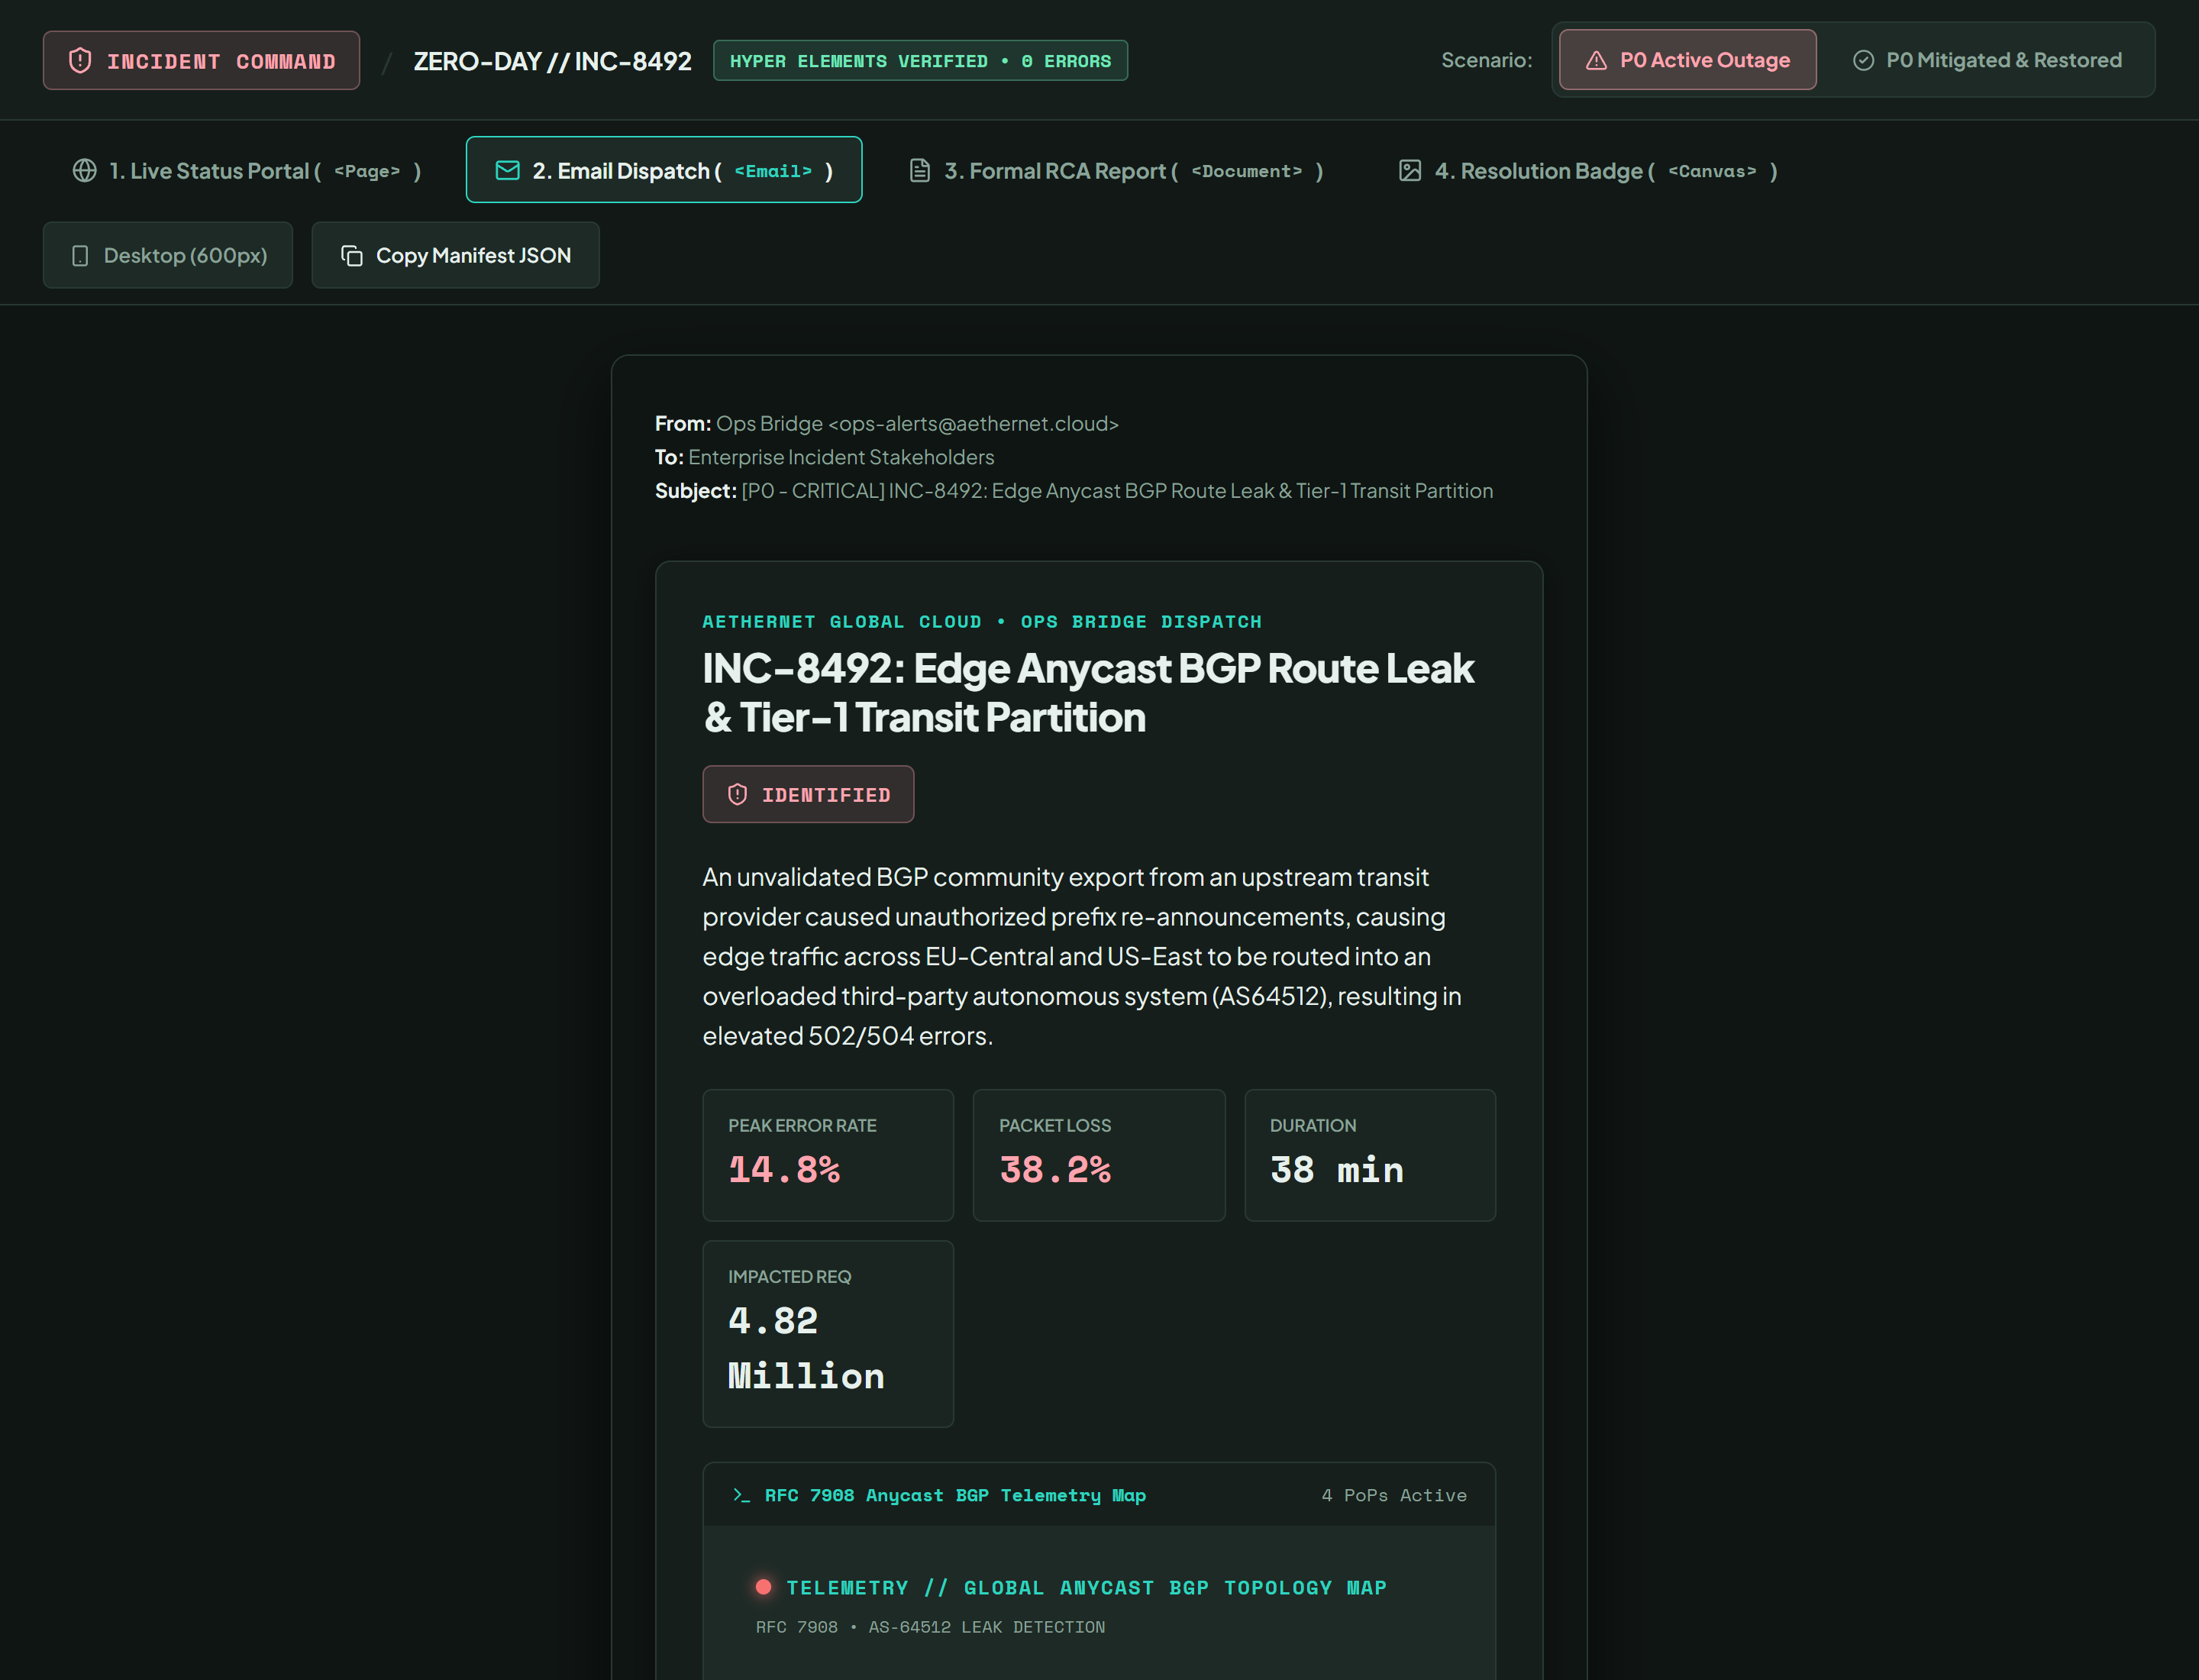 INCIDENT COMMAND / ZERO-DAY // INC-8492 HYPER ELEMENTS VERIFIED • 0 ERRORS Scenario: P0 Active Outage P0 Mitigated & Restored
1. Live Status Portal ( <Page> ) 2. Email Dispatch ( <Email> ) 3. Formal RCA Report ( <Document> ) 4. Resolution Badge ( <Canvas> )
Desktop (600px) Copy Manifest JSON
From: Ops Bridge <ops-alerts@aethernet.cloud>
To: Enterprise Incident Stakeholders
Subject: [P0 - CRITICAL] INC-8492: Edge Anycast BGP Route Leak & Tier-1 Transit Partition
AETHERNET GLOBAL CLOUD • OPS BRIDGE DISPATCH
INC-8492: Edge Anycast BGP Route Leak
& Tier-1 Transit Partition
IDENTIFIED
An unvalidated BGP community export from an upstream transit
provider caused unauthorized prefix re-announcements, causing
edge traffic across EU-Central and US-East to be routed into an
overloaded third-party autonomous system (AS64512), resulting in
elevated 502/504 errors.
PEAK ERROR RATE
14.8%
PACKET LOSS
38.2%
DURATION
38 min
IMPACTED REQ
4.82
Million
RFC 7908 Anycast BGP Telemetry Map 4 PoPs Active
TELEMETRY // GLOBAL ANYCAST BGP TOPOLOGY MAP
RFC 7908 • AS-64512 LEAK DETECTION